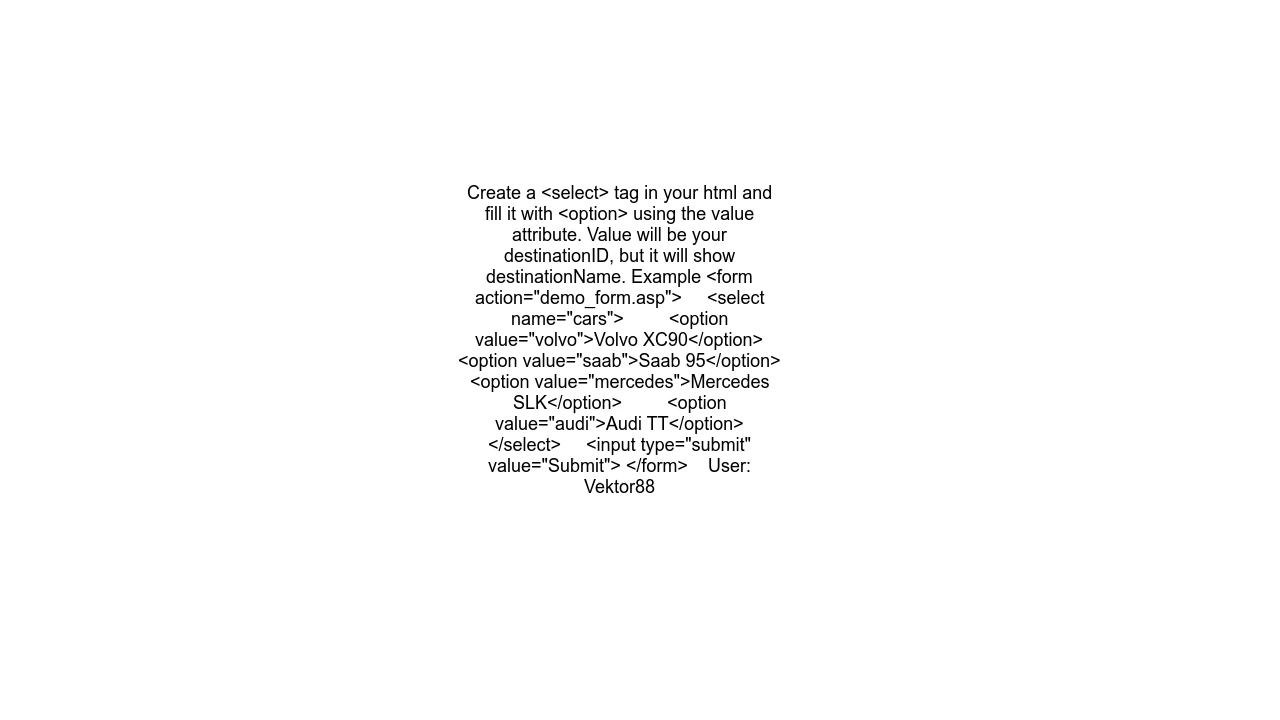 Create a <select> tag in your html and
fill it with <option> using the value
attribute. Value will be your
destinationID, but it will show
destinationName. Example <form
action="demo_form.asp">     <select
name="cars">         <option
value="volvo">Volvo XC90</option>
<option value="saab">Saab 95</option>
<option value="mercedes">Mercedes
SLK</option>         <option
value="audi">Audi TT</option>
</select>     <input type="submit"
value="Submit"> </form>    User:
Vektor88